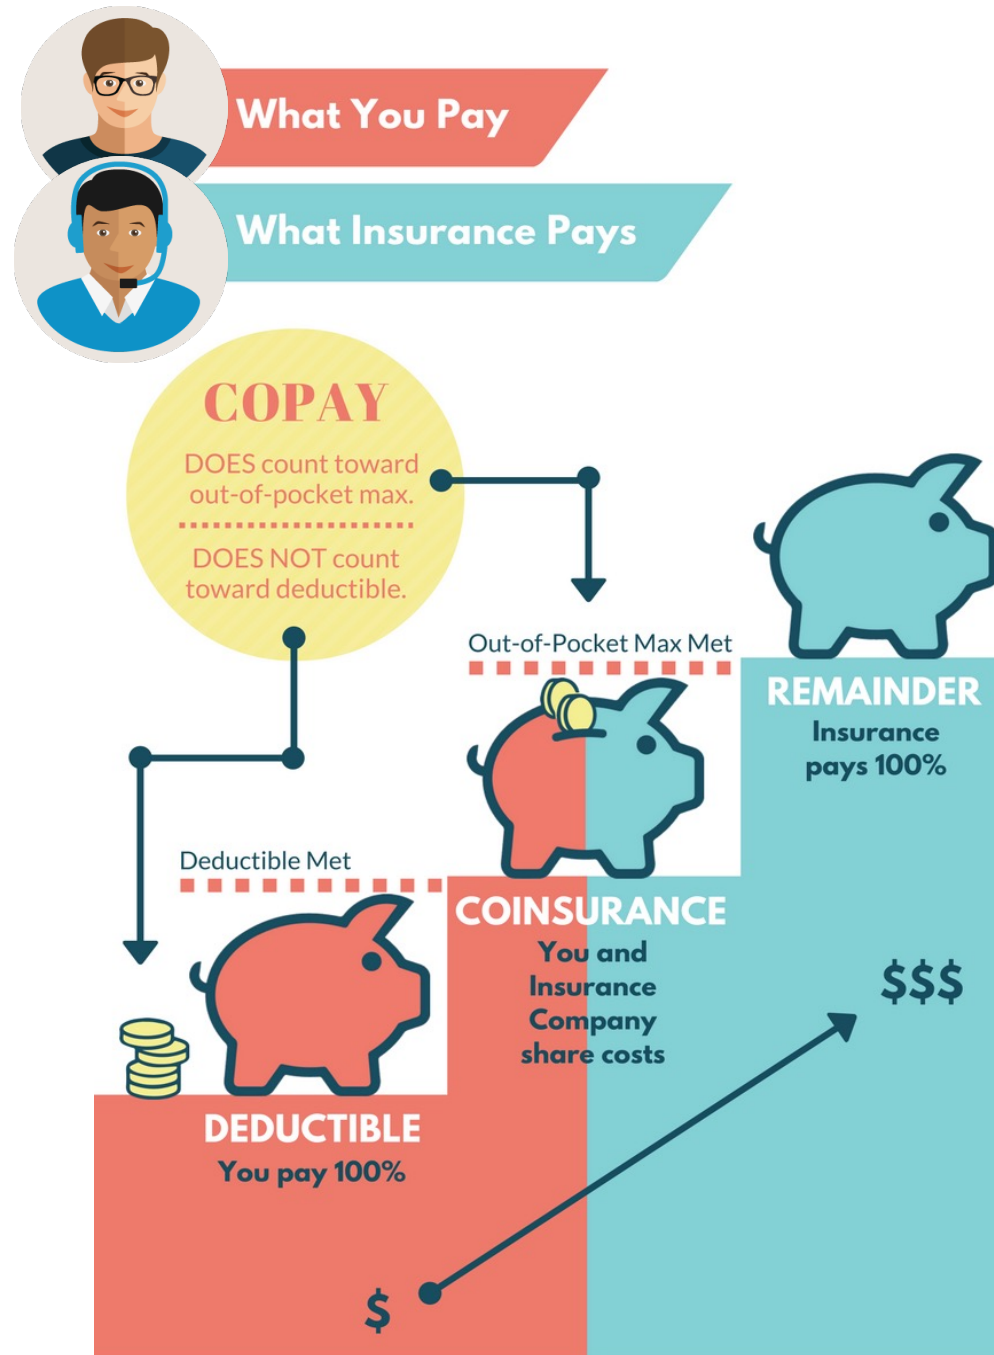 What You Pay
What Insurance Pays
COPAY
DOES count toward
out-of-pocket max.
DOES NOT count
toward deductible.
Out-of-Pocket Max Met
REMAINDER
Insurance
pays 100%
Deductible Met
COINSURANCE
You and
Insurance
Company
share costs
$$$
DEDUCTIBLE
You pay 100%
$